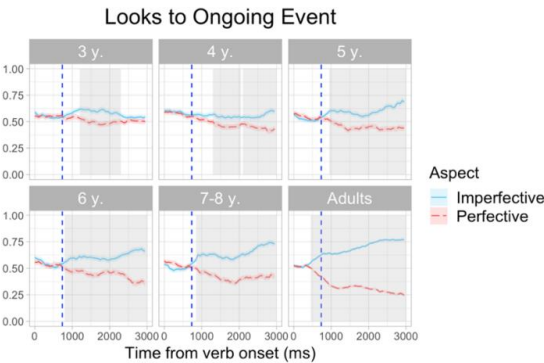 Looks to Ongoing Event
3 y. 4 y. 5 y.
1.00
0.75
0.50
0.25
0.00
6 y. 7-8 y. Adults
1.00
0.75
0.50
0.25
0.00
0 1000 2000 3000 0 1000 2000 3000 0 1000 2000 3000
Time from verb onset (ms)
Aspect
Imperfective
Perfective